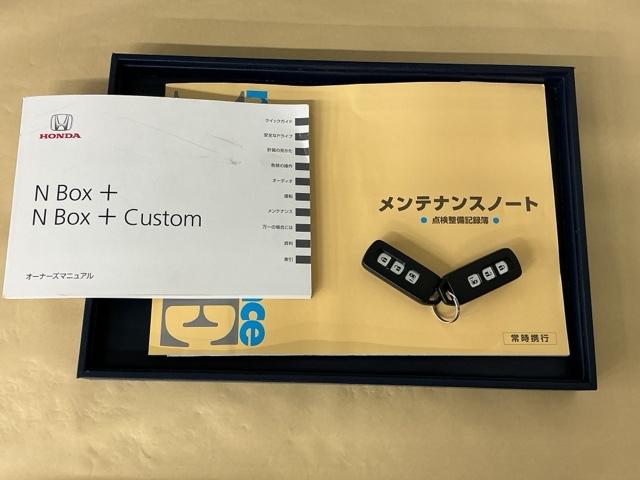 HONDA
N Box +
N Box + Custom
オーナーズマニュアル
クイックガイド
安全なドライブ
計器の見かた
各部の操作
オーディオ
運転
メンテナンス
万一の場合には
資料
索引
メンテナンスノート
● 点検整備記録簿 ●
常時携行
nce